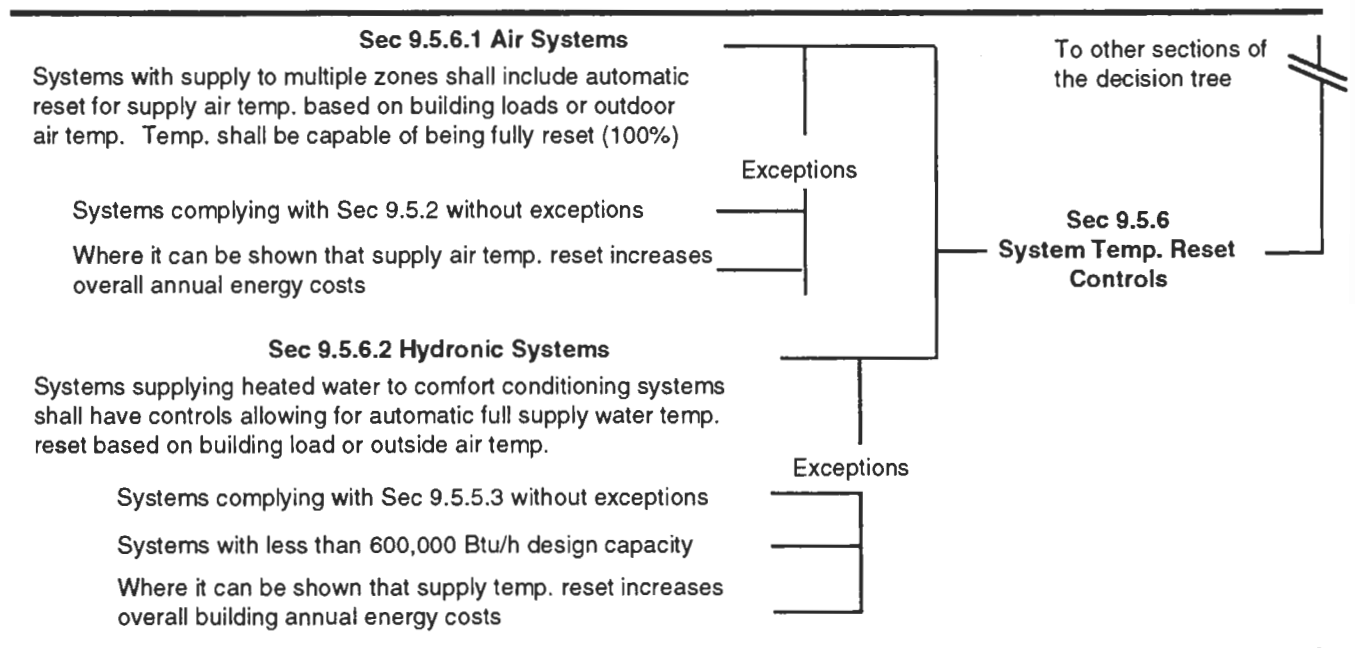 Sec 9.5.6.1 Air Systems
Systems with supply to multiple zones shall include automatic
reset for supply air temp. based on building loads or outdoor
air temp. Temp. shall be capable of being fully reset (100%)
Exceptions
Systems complying with Sec 9.5.2 without exceptions
Where it can be shown that supply air temp. reset increases
overall annual energy costs
Sec 9.5.6.2 Hydronic Systems
Systems supplying heated water to comfort conditioning systems
shall have controls allowing for automatic full supply water temp.
reset based on building load or outside air temp.
Exceptions
Systems complying with Sec 9.5.5.3 without exceptions
Systems with less than 600,000 Btu/h design capacity
Where it can be shown that supply temp. reset increases
overall building annual energy costs
To other sections of
the decision tree
Sec 9.5.6
System Temp. Reset
Controls